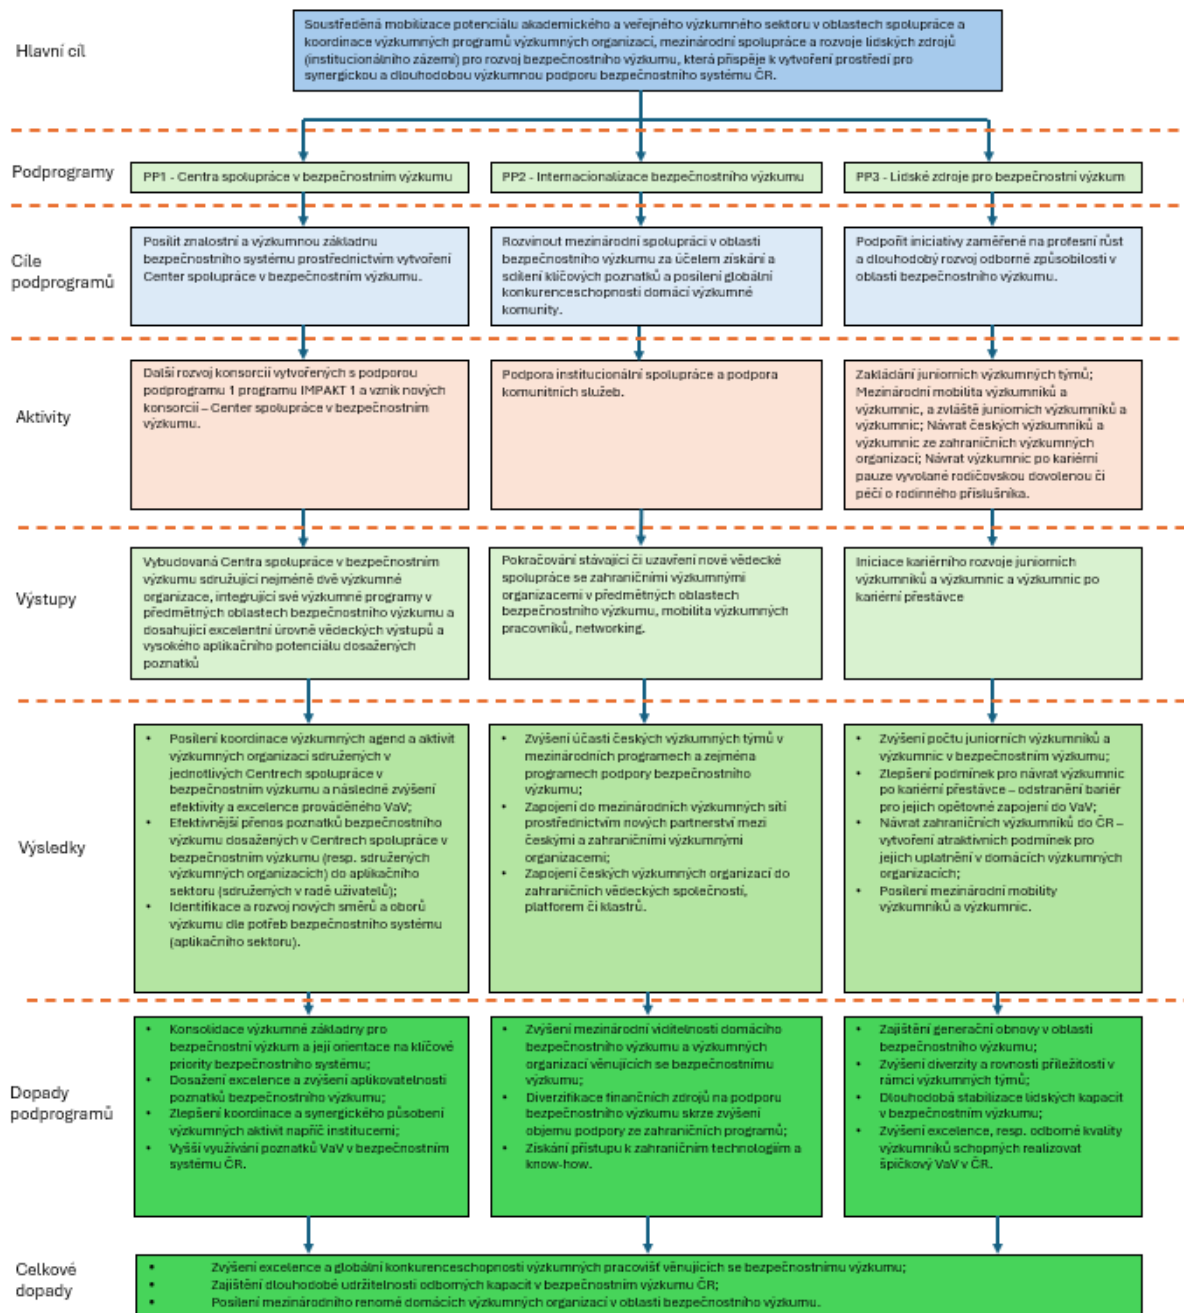 Hlavní cíl
Soustředěná mobilizace potenciálu akademického a veřejného výzkumného sektoru v oblastech spolupráce a
koordinace výzkumných programů výzkumných organizací, mezinárodní spolupráce a rozvoje lidských zdrojů
(institucionálního zázemí) pro rozvoj bezpečnostního výzkumu, která přispěje k vytvoření prostředí pro
synergickou a dlouhodobou výzkumnou podporu bezpečnostního systému ČR.
Podprogramy
PP1 - Centra spolupráce v bezpečnostním výzkumu
PP2 - Internacionalizace bezpečnostního výzkumu
PP3 - Lidské zdroje pro bezpečnostní výzkum
Cíle
podprogramů
Posílit znalostní a výzkumnou základnu
bezpečnostního systému prostřednictvím vytvoření
Center spolupráce v bezpečnostním výzkumu.
Rozvinout mezinárodní spolupráci v oblasti
bezpečnostního výzkumu za účelem získání a
sdílení klíčových poznatků a posílení globální
konkurenceschopnosti domácí výzkumné
komunity.
Podpořit iniciativy zaměřené na profesní růst
a dlouhodobý rozvoj odborné způsobilosti v
oblasti bezpečnostního výzkumu.
Aktivity
Další rozvoj konsorcií vytvořených s podporou
podprogramu 1 programu IMPAKT 1 a vznik nových
konsorcií – Center spolupráce v bezpečnostním
výzkumu.
Podpora institucionální spolupráce a podpora
komunitních služeb.
Zakládání juniorních výzkumných týmů;
Mezinárodní mobilita výzkumníků a
výzkumnic, a zvláště juniorních výzkumníků a
výzkumnic; Návrat českých výzkumníků a
výzkumnic ze zahraničních výzkumných
organizací; Návrat výzkumnic po kariérní
pauze vyvolané rodičovskou dovolenou či
péčí o rodinného příslušníka.
Výstupy
Vybudovaná Centra spolupráce v bezpečnostním
výzkumu sdružující nejméně dvě výzkumné
organizace, integrující své výzkumné programy v
předmětných oblastech bezpečnostního výzkumu a
dosahující excelentní úrovně vědeckých výstupů a
vysokého aplikačního potenciálu dosažených
poznatků
Pokračování stávající či uzavření nové vědecké
spolupráce se zahraničními výzkumnými
organizacemi v předmětných oblastech
bezpečnostního výzkumu, mobilita výzkumných
pracovníků, networking.
Iniciace kariérního rozvoje juniorních
výzkumníků a výzkumnic a výzkumnic po
kariérní přestávce
Výsledky
• Posílení koordinace výzkumných agend a aktivit
výzkumných organizací sdružených v
jednotlivých Centrech spolupráce v
bezpečnostním výzkumu a následné zvýšení
efektivity a excelence prováděného VaV;
• Efektivnější přenos poznatků bezpečnostního
výzkumu dosažených v Centrech spolupráce v
bezpečnostním výzkumu (resp. sdružených
výzkumných organizacích) do aplikačního
sektoru (sdružených v radě uživatelů);
• Identifikace a rozvoj nových směrů a oborů
výzkumu dle potřeb bezpečnostního systému
(aplikačního sektoru).
• Zvýšení účasti českých výzkumných týmů v
mezinárodních programech a zejména
programech podpory bezpečnostního
výzkumu;
• Zapojení do mezinárodních výzkumných sítí
prostřednictvím nových partnerství mezi
českými a zahraničními výzkumnými
organizacemi;
• Zapojení českých výzkumných organizací do
zahraničních vědeckých společností,
platforem či klastrů.
• Zvýšení počtu juniorních výzkumníků a
výzkumnic v bezpečnostním výzkumu;
• Zlepšení podmínek pro návrat výzkumnic
po kariérní přestávce – odstranění bariér
pro jejich opětovné zapojení do VaV;
• Návrat zahraničních výzkumníků do ČR –
vytvoření atraktivních podmínek pro
jejich uplatnění v domácích výzkumných
organizacích;
• Posílení mezinárodní mobility
výzkumníků a výzkumnic.
Dopady
podprogramů
• Konsolidace výzkumné základny pro
bezpečnostní výzkum a její orientace na klíčové
priority bezpečnostního systému;
• Dosažení excelence a zvýšení aplikovatelnosti
poznatků bezpečnostního výzkumu;
• Zlepšení koordinace a synergického působení
výzkumných aktivit napříč institucemi;
• Vyšší využívání poznatků VaV v bezpečnostním
systému ČR.
• Zvýšení mezinárodní viditelnosti domácího
bezpečnostního výzkumu a výzkumných
organizací věnujících se bezpečnostnímu
výzkumu;
• Diverzifikace finančních zdrojů na podporu
bezpečnostního výzkumu skrze zvýšení
objemu podpory ze zahraničních programů;
• Získání přístupu k zahraničním technologiím a
know-how.
• Zajištění generační obnovy v oblasti
bezpečnostního výzkumu;
• Zvýšení diverzity a rovnosti příležitostí v
rámci výzkumných týmů;
• Dlouhodobá stabilizace lidských kapacit
v bezpečnostním výzkumu;
• Zvýšení excelence, resp. odborné kvality
výzkumníků schopných realizovat
špičkový VaV v ČR.
Celkové
dopady
• Zvýšení excelence a globální konkurenceschopnosti výzkumných pracovišť věnujících se bezpečnostnímu výzkumu;
• Zajištění dlouhodobé udržitelnosti odborných kapacit v bezpečnostním výzkumu ČR;
• Posílení mezinárodního renomé domácích výzkumných organizací v oblasti bezpečnostního výzkumu.